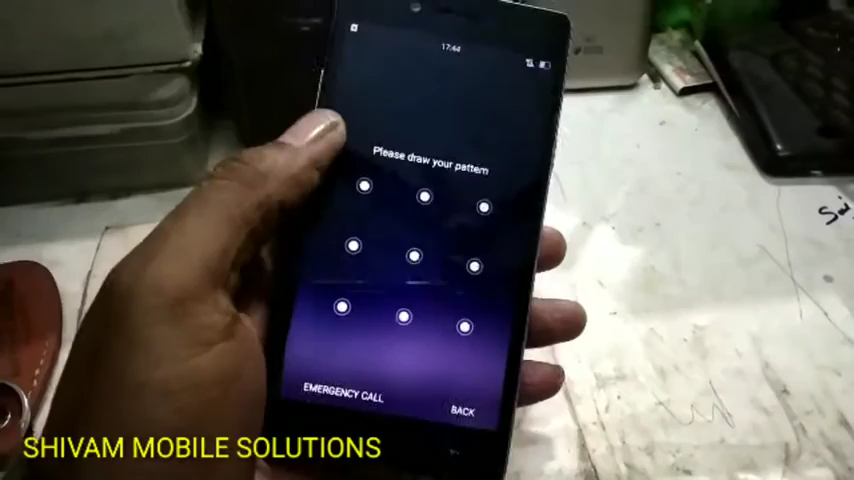 17:44
Please draw your pattern
EMERGENCY CALL
BACK
SHIVAM MOBILE SOLUTIONS